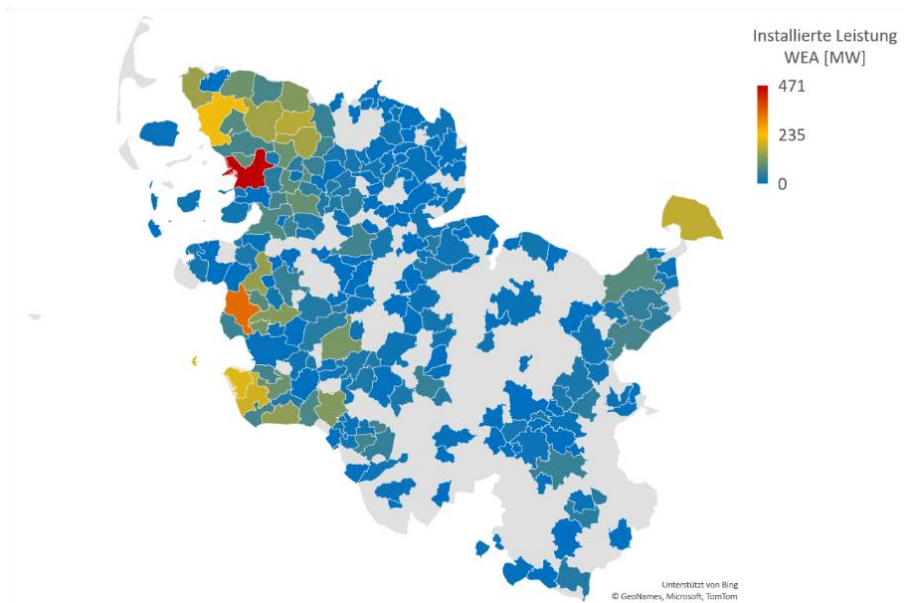 Installierte Leistung
WEA [MW]
471
235
0
Unterstützt von Bing
© GeoNames, Microsoft, TomTom